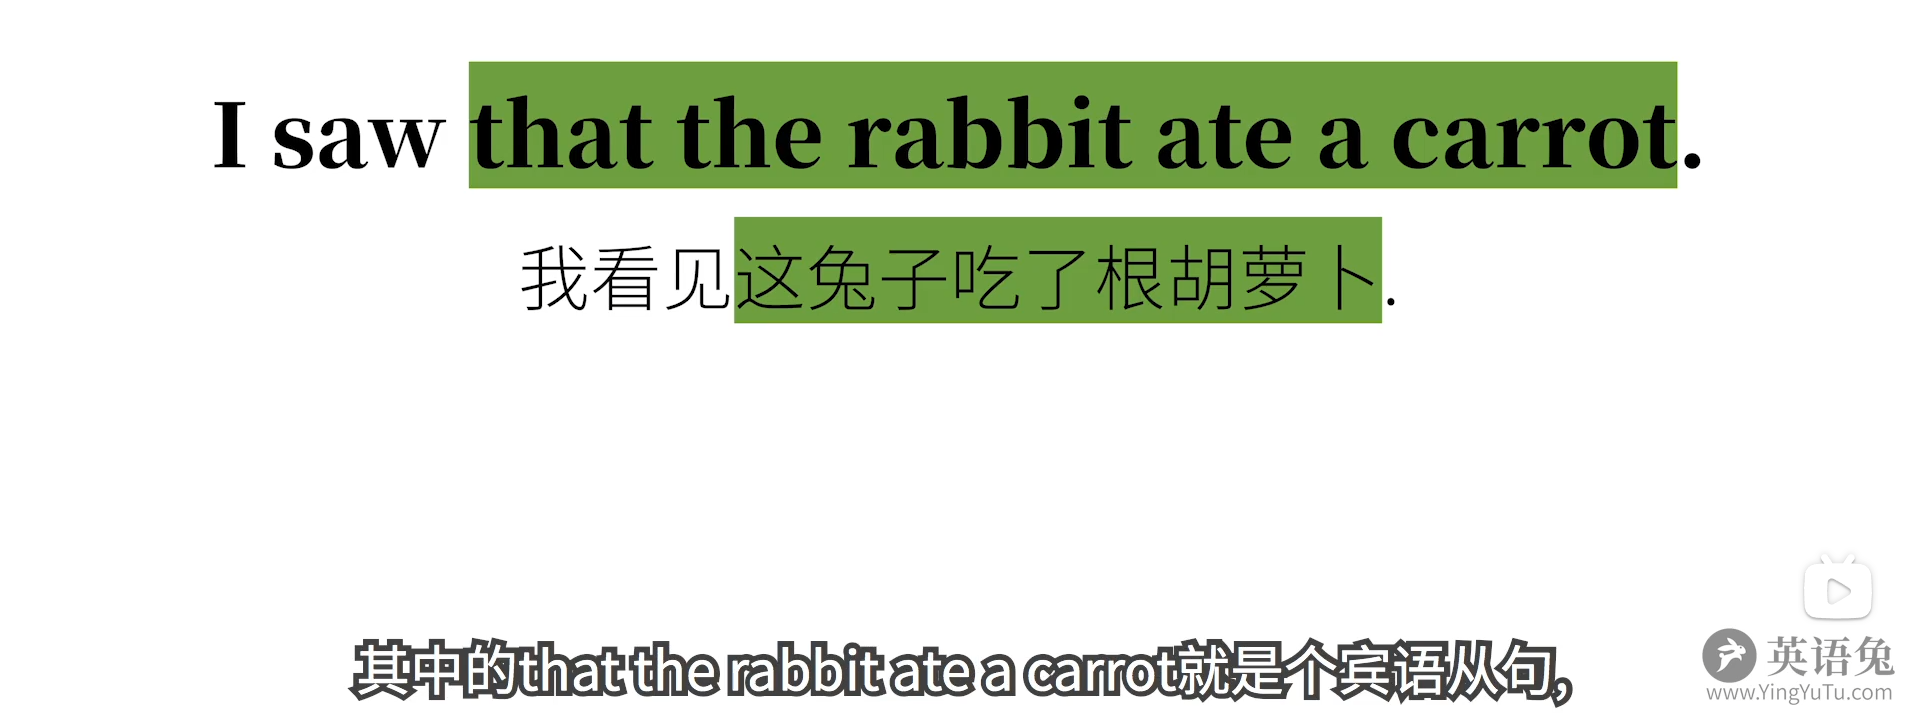 I saw that the rabbit ate a carrot.
我看见这兔子吃了根胡萝卜.
其中的that the rabbit ate a carrot就是个宾语从句,
英语兔
www.YingYuTu.com